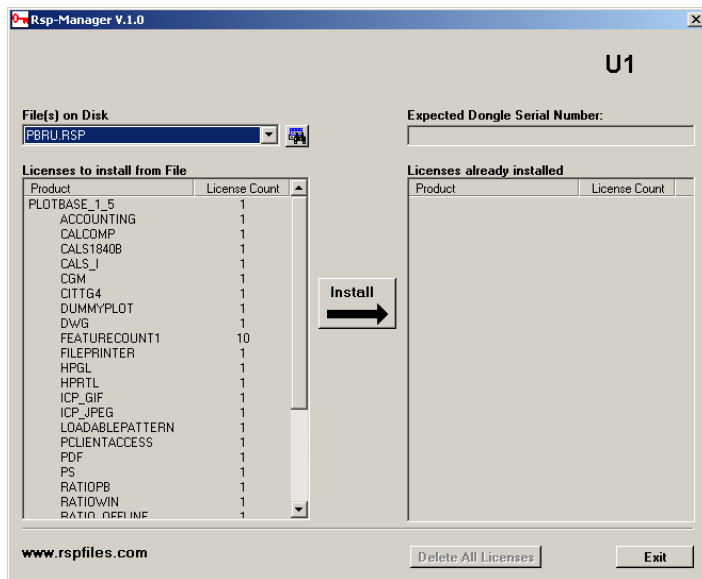 Rsp-Manager V.1.0
U1
File(s) on Disk
PBRU.RSP
Expected Dongle Serial Number:
Licenses to install from File
Product License Count
PLOTBASE_1_5 1
ACCOUNTING 1
CALCOMP 1
CALS1840B 1
CALS_I 1
CGM 1
CITTG4 1
DUMMYPLOT 1
DWG 1
FEATURECOUNT1 10
FILEPRINTER 1
HPGL 1
HPRTL 1
ICP_GIF 1
ICP_JPEG 1
LOADABLEPATTERN 1
PCLIENTACCESS 1
PDF 1
PS 1
RATIOPB 1
RATIOWIN 1
RATIO_OFFLINE 1
Install
Licenses already installed
Product License Count
www.rspfiles.com
Delete All Licenses
Exit